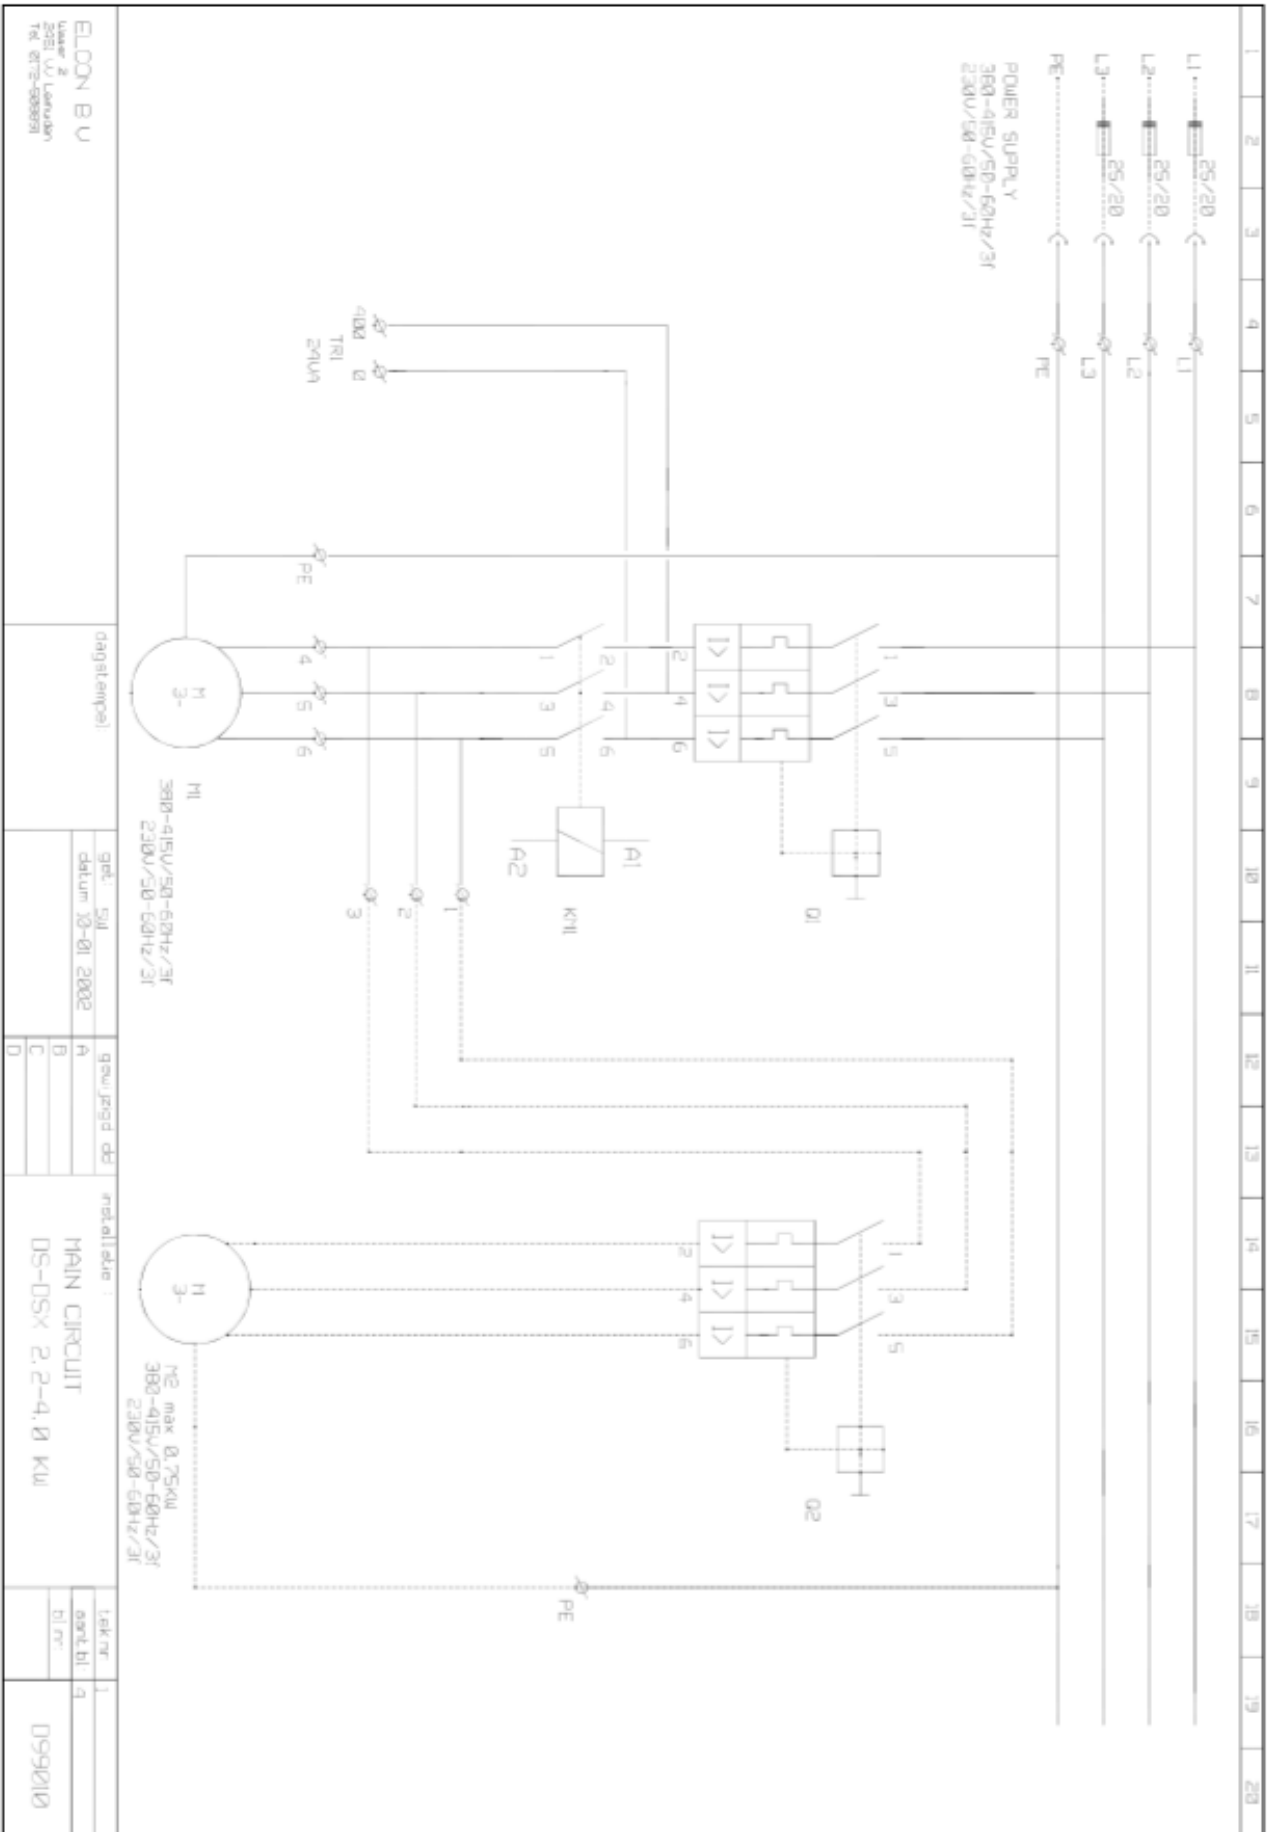 1 2 3 4 5 6 7 8 9 10 11 12 13 14 15 16 17 18 19 20
L1 25/20 L1
L2 25/20 L2
L3 25/20 L3
PE PE
POWER SUPPLY
380-415V/50-60Hz/3f
230V/50-60Hz/3f
1 3 5
1 3 5
Q1
Q2
I> I> I>
I> I> I>
2 4 6
2 4 6
2 4 6
A1
KM1
A2
1 3 5
PE
400 0
TR1
24VA
1
2
3
PE
4 5 6
M
3~
M1
380-415V/50-60Hz/3f
230V/50-60Hz/3f
M
3~
M2 max 0,75KW
380-415V/50-60Hz/3f
230V/50-60Hz/3f
ELCON B V
Tel
dagstempel:
get: SW
datum 10-01 2002
gewijzigd dd
A
B
C
D
installatie :
MAIN CIRCUIT
DS-DSX 2,2-4,0 KW
tek nr 1
aant bl: 4
bl nr:
D999010